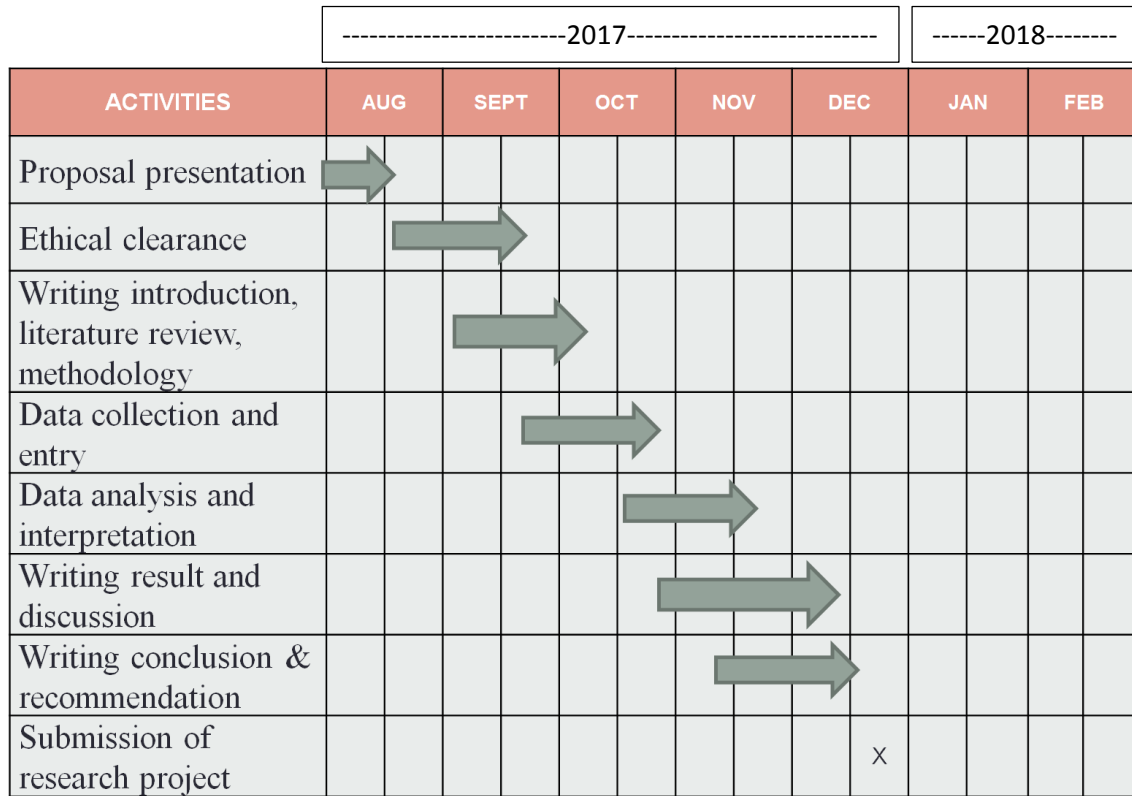 -------------------------2017----------------------------
------2018--------
ACTIVITIES AUG SEPT OCT NOV DEC JAN FEB
Proposal presentation
Ethical clearance
Writing introduction,
literature review,
methodology
Data collection and
entry
Data analysis and
interpretation
Writing result and
discussion
Writing conclusion &
recommendation
Submission of
research project
X